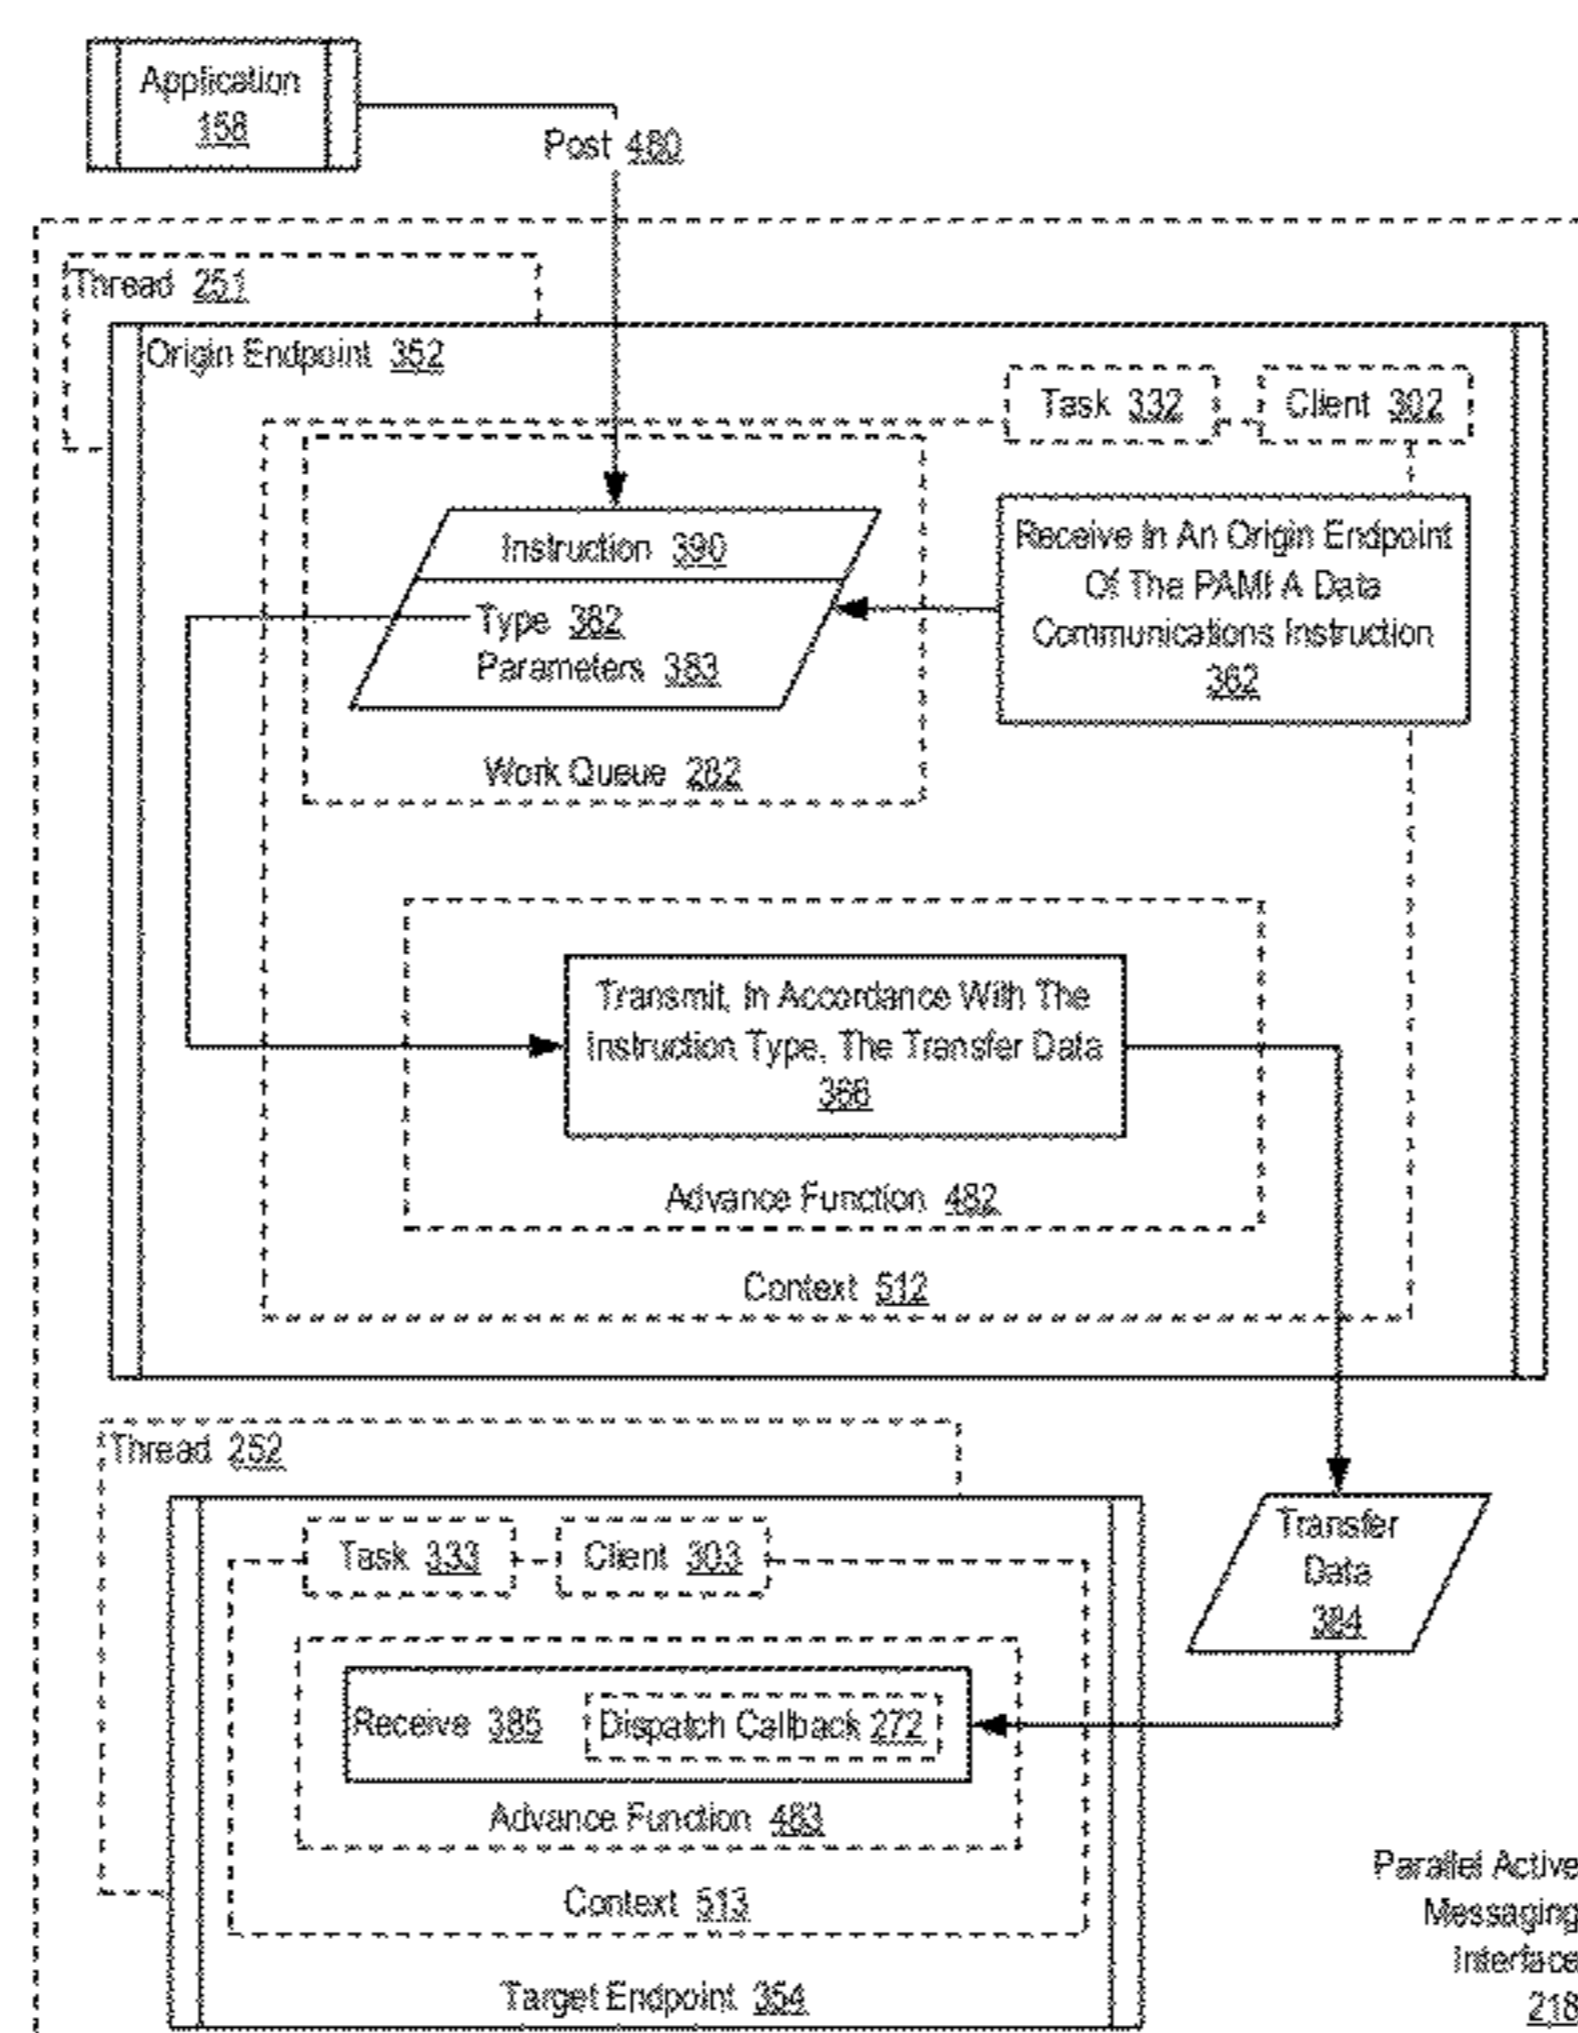 Application
158
Post 480
Thread 251
Origin Endpoint 352
Task 332
Client 302
Instruction 390
Type 382
Parameters 383
Work Queue 282
Receive In An Origin Endpoint
Of The PAMI A Data
Communications Instruction
362
Transmit, In Accordance With The
Instruction Type, The Transfer Data
366
Advance Function 482
Context 512
Thread 252
Task 333
Client 303
Receive 385
Dispatch Callback 272
Advance Function 483
Context 513
Target Endpoint 354
Transfer
Data
384
Parallel Active
Messaging
Interface
218